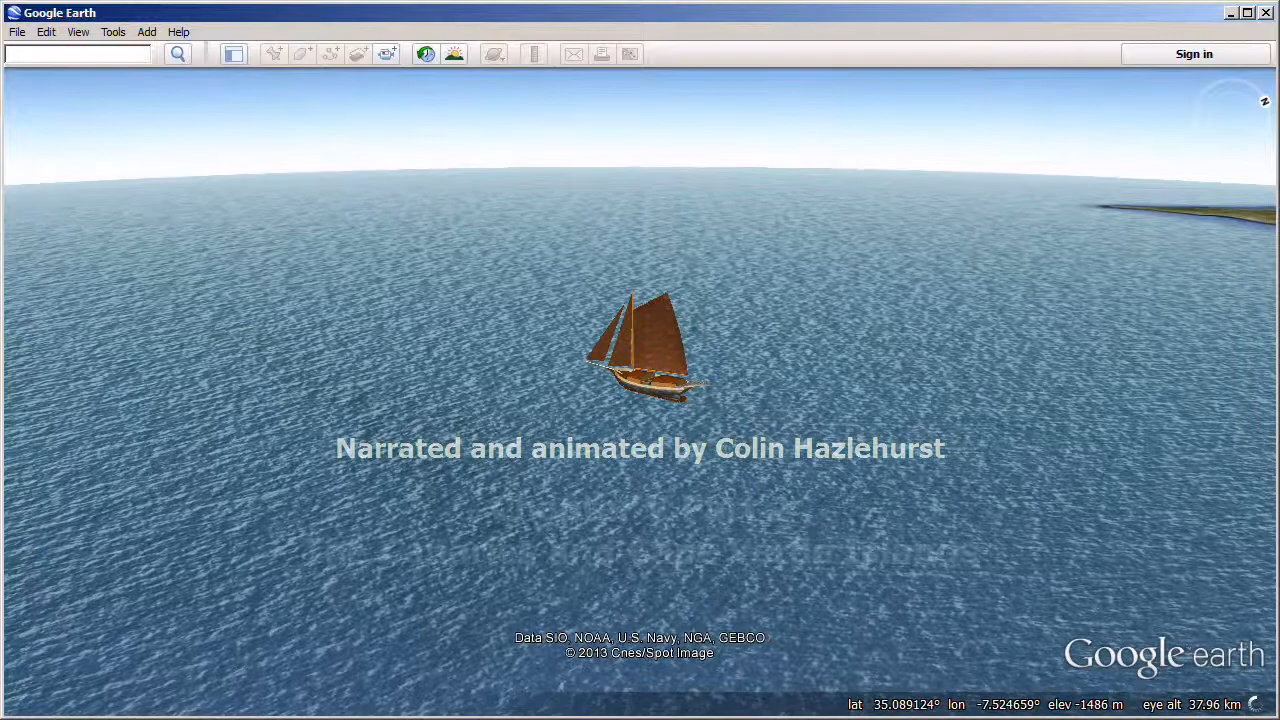 Google Earth
File Edit View Tools Add Help
Sign in
N
Narrated and animated by Colin Hazlehurst
Data SIO, NOAA, U.S. Navy, NGA, GEBCO
© 2013 Cnes/Spot Image
Google earth
lat 35.089124° lon -7.524659° elev -1486 m eye alt 37.96 km